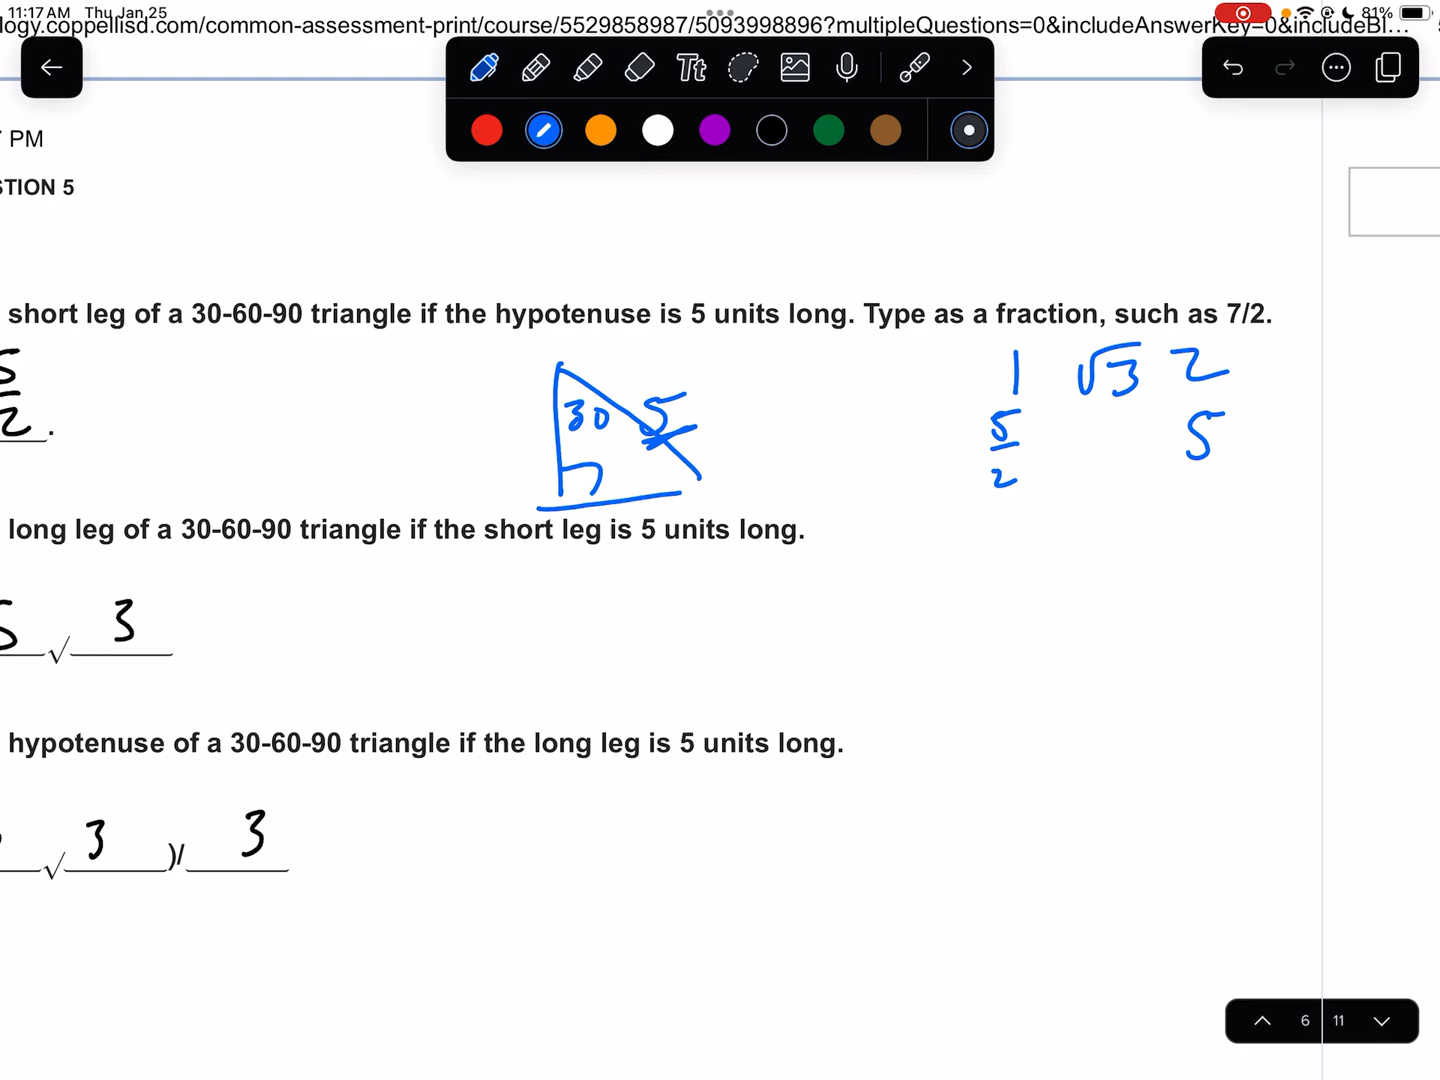 11:17 AM Thu Jan 25 81%
logy.coppellisd.com/common-assessment-print/course/5529858987/5093998896?multipleQuestions=0&includeAnswerKey=0&includeBl…
Tt
PM
STION 5
short leg of a 30-60-90 triangle if the hypotenuse is 5 units long. Type as a fraction, such as 7/2.
5
2 .
30 5
1 √3 2
5 5
2
long leg of a 30-60-90 triangle if the short leg is 5 units long.
5 √ 3
hypotenuse of a 30-60-90 triangle if the long leg is 5 units long.
√ 3 )/ 3
6 11